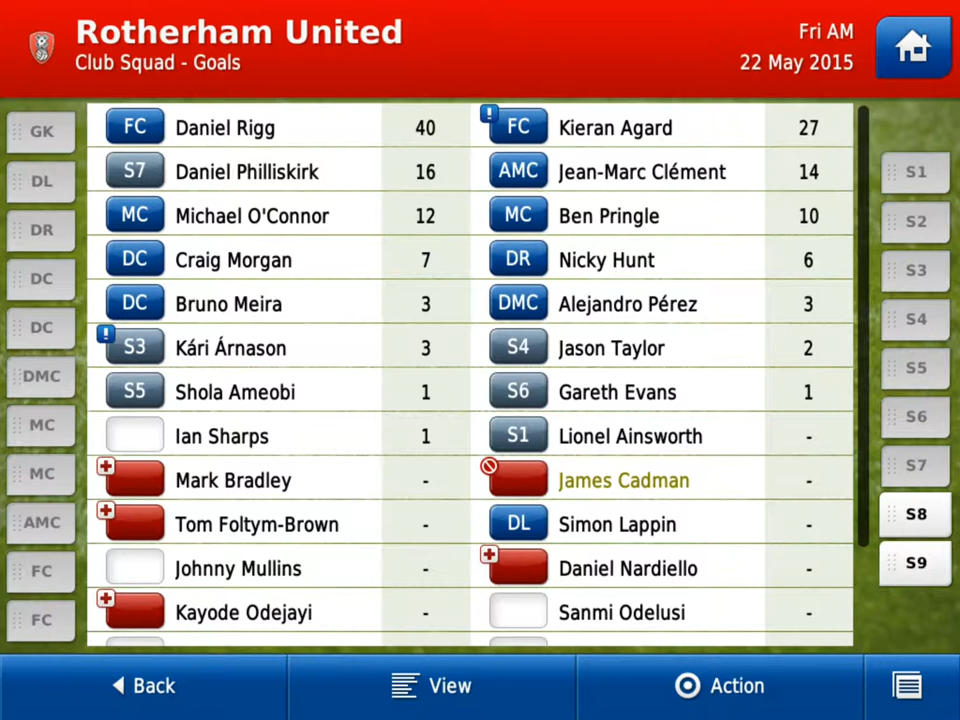 Rotherham United
Club Squad - Goals
Fri AM
22 May 2015
GK
DL
DR
DC
DC
DMC
MC
MC
AMC
FC
FC
FC Daniel Rigg 40
! FC Kieran Agard 27
S7 Daniel Philliskirk 16
AMC Jean-Marc Clément 14
MC Michael O'Connor 12
MC Ben Pringle 10
DC Craig Morgan 7
DR Nicky Hunt 6
DC Bruno Meira 3
DMC Alejandro Pérez 3
! S3 Kári Árnason 3
S4 Jason Taylor 2
S5 Shola Ameobi 1
S6 Gareth Evans 1
Ian Sharps 1
S1 Lionel Ainsworth -
Mark Bradley -
James Cadman -
Tom Foltym-Brown -
DL Simon Lappin -
Johnny Mullins -
Daniel Nardiello -
Kayode Odejayi -
Sanmi Odelusi -
S1
S2
S3
S4
S5
S6
S7
S8
S9
Back
View
Action